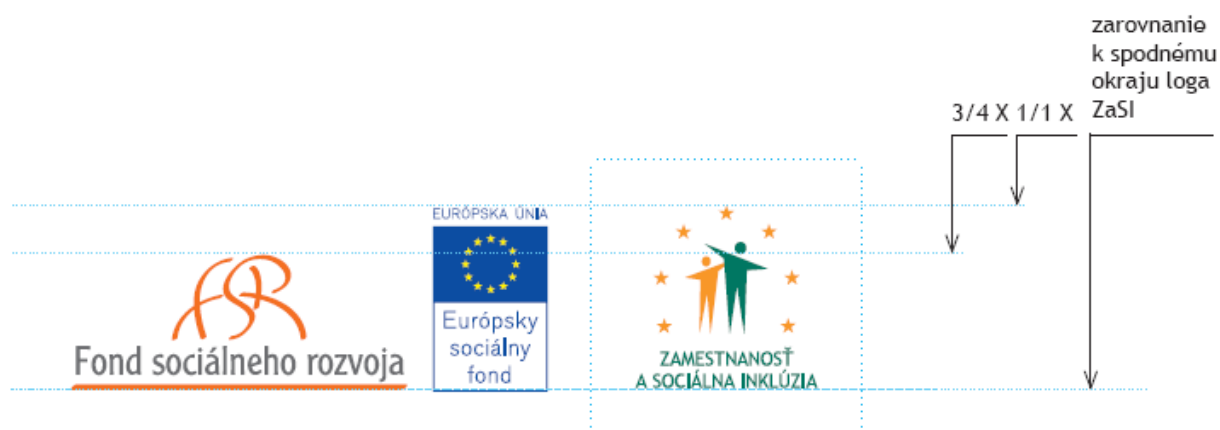 zarovnanie
k spodnému
okraju loga
ZaSI
3/4 X 1/1 X
EURÓPSKA ÚNIA
FSR
Fond sociálneho rozvoja
Európsky
sociálny
fond
ZAMESTNANOSŤ
A SOCIÁLNA INKLÚZIA